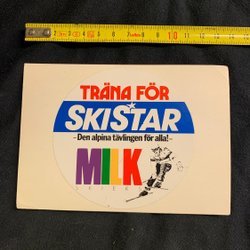 TRÄNA FÖR
SKISTAR
- Den alpina tävlingen för alla! -
MILK